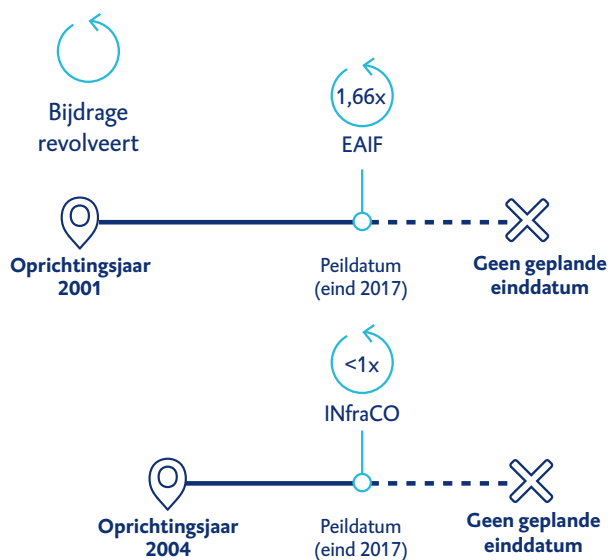 Bijdrage
revolveert
1,66x
EAIF
Oprichtingsjaar
2001
Peildatum
(eind 2017)
Geen geplande
einddatum
<1x
INfraCO
Oprichtingsjaar
2004
Peildatum
(eind 2017)
Geen geplande
einddatum